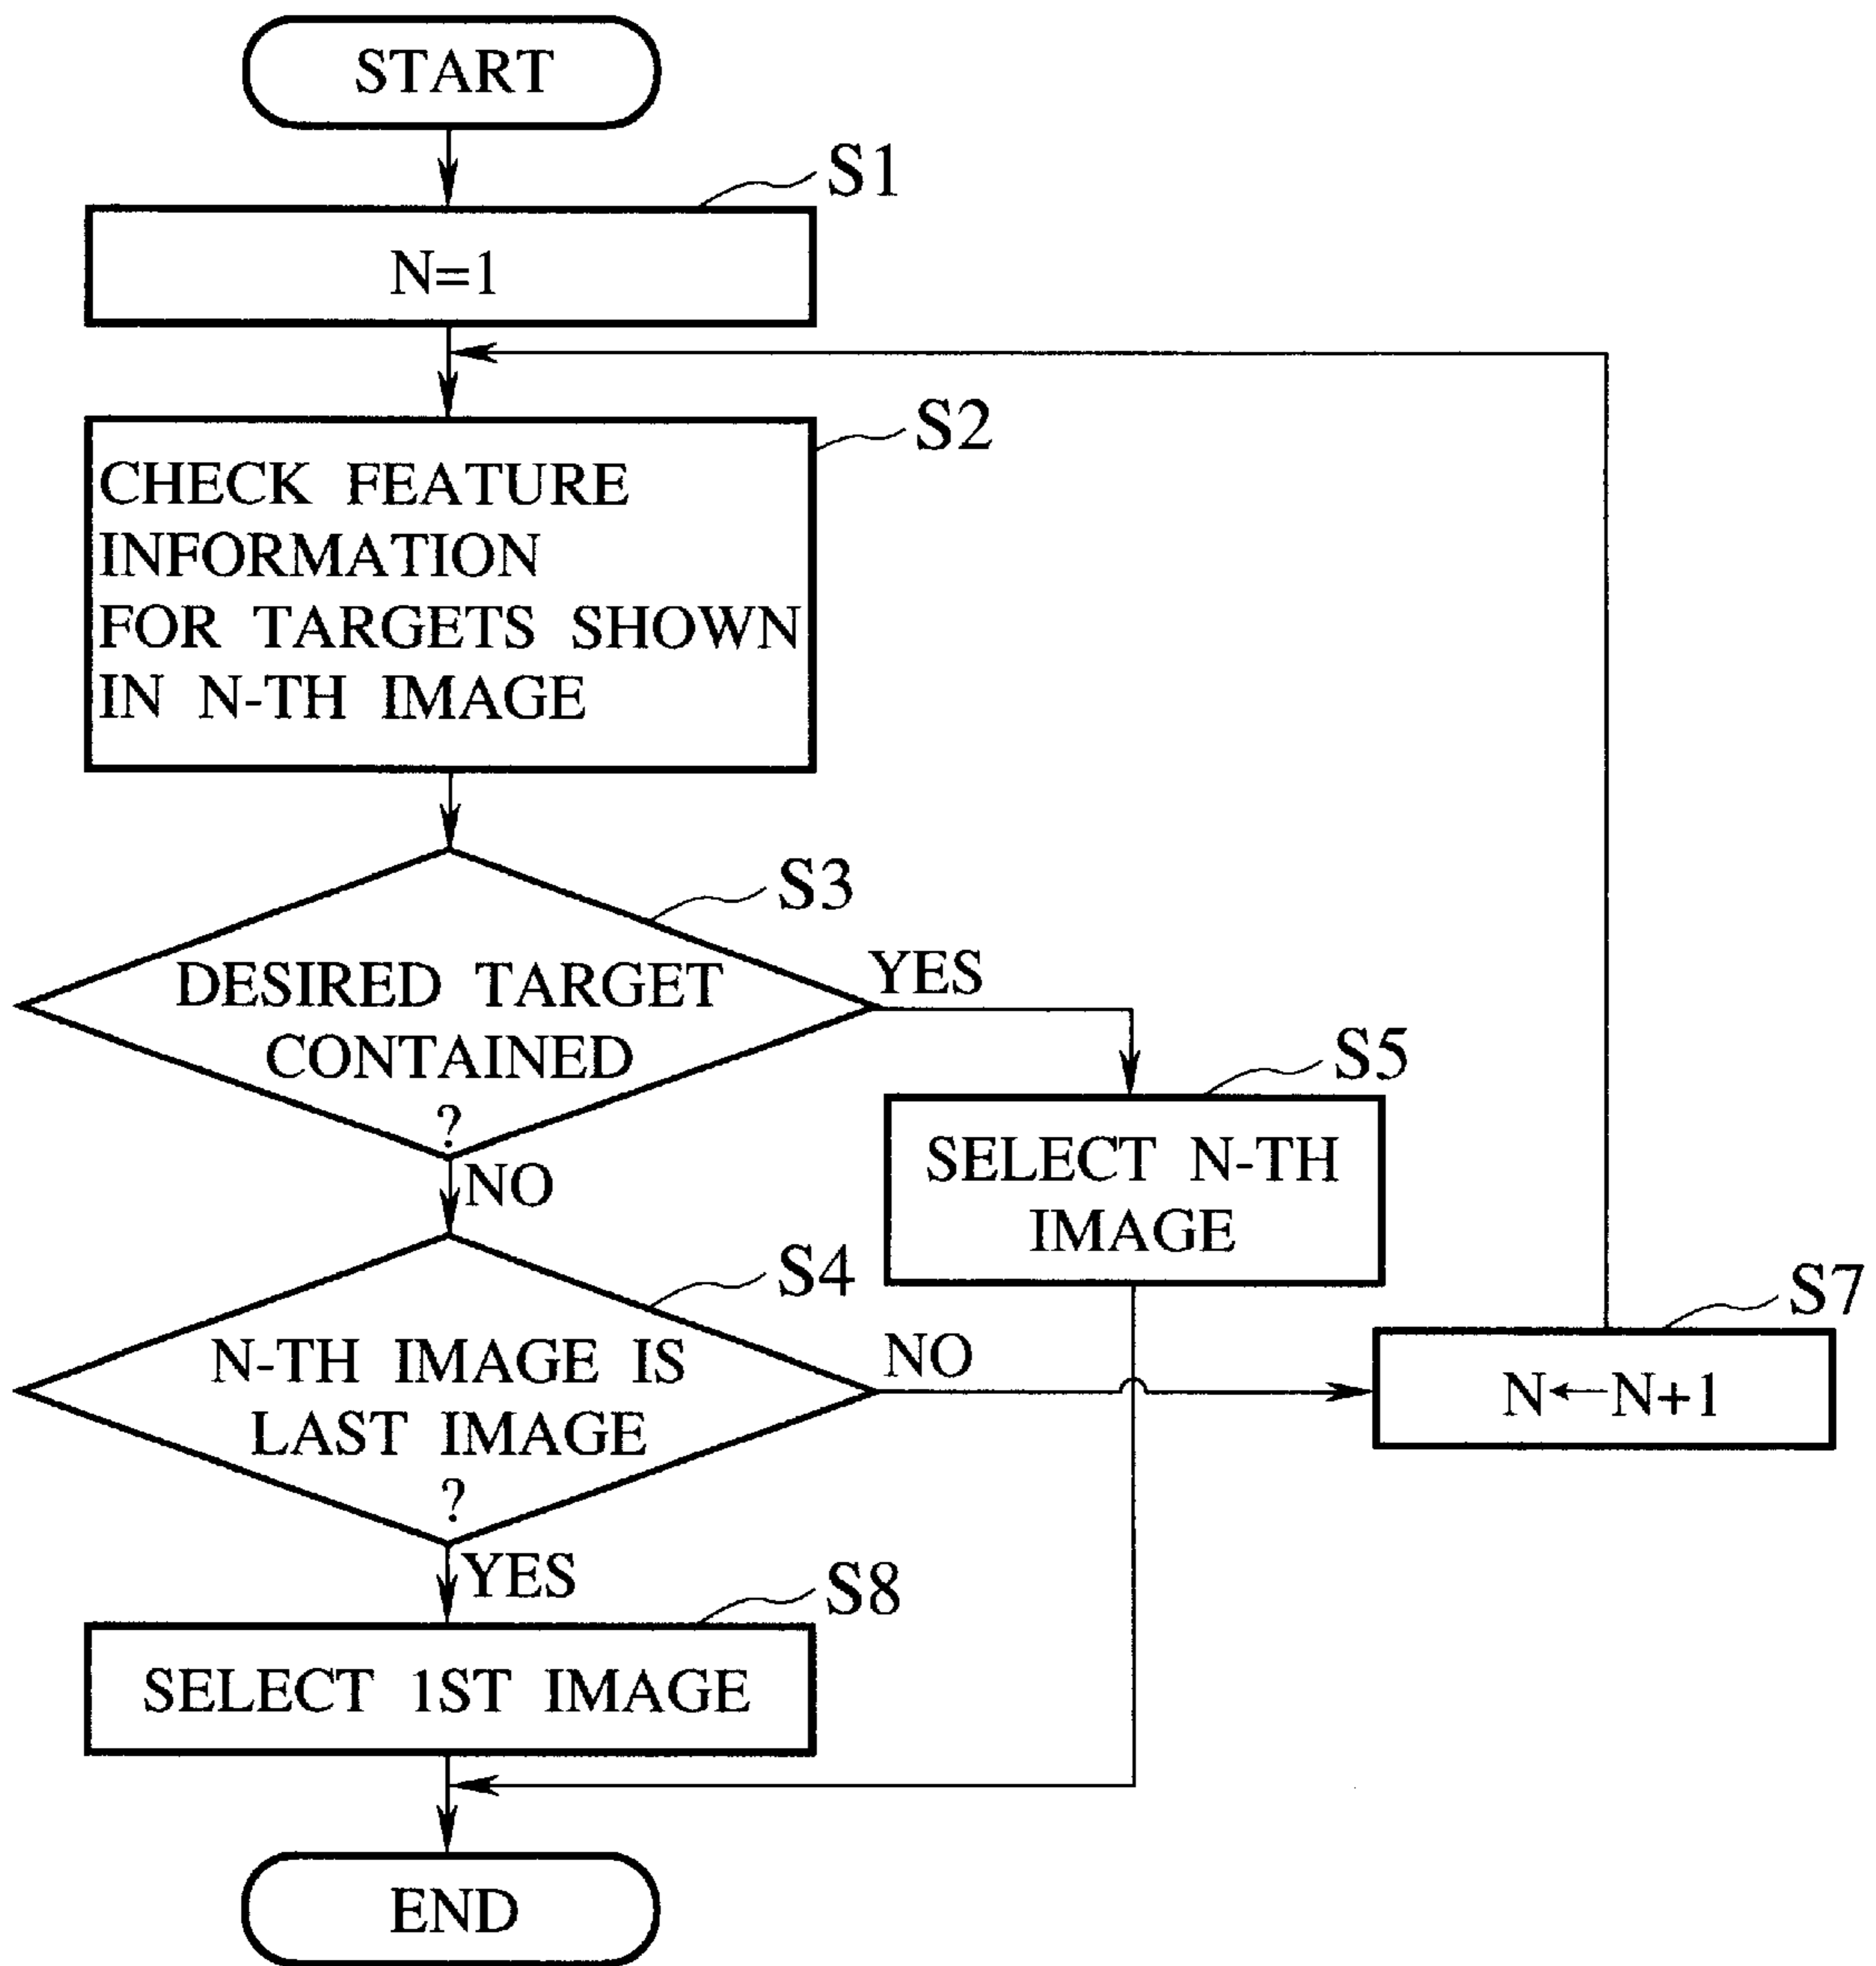 START
S1
N=1
S2
CHECK FEATURE
INFORMATION
FOR TARGETS SHOWN
IN N-TH IMAGE
S3
DESIRED TARGET
CONTAINED
?
YES
NO
S5
SELECT N-TH
IMAGE
S4
N-TH IMAGE IS
LAST IMAGE
?
NO
YES
S7
N←N+1
S8
SELECT 1ST IMAGE
END